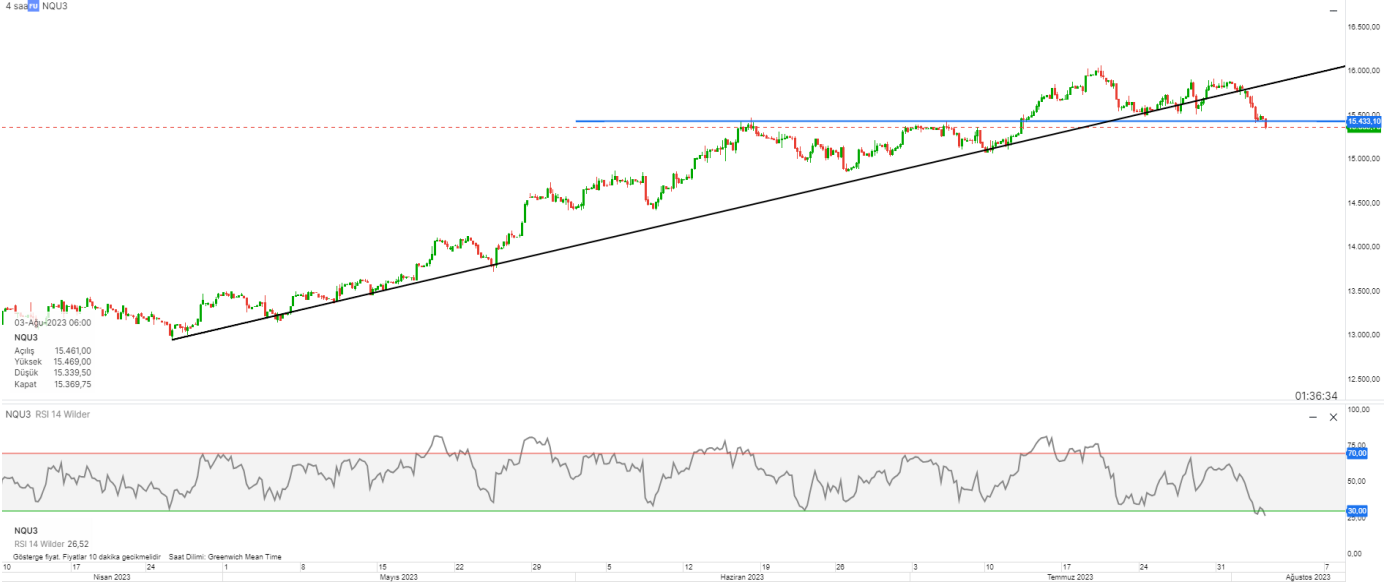 4 saa
ru
NQU3
16.500,00
16.000,00
15.500,00
15.433,10
15.000,00
14.500,00
14.000,00
13.500,00
13.000,00
12.500,00
03-Ağu-2023 06:00
NQU3
Açılış 15.461,00
Yüksek 15.469,00
Düşük 15.339,50
Kapat 15.369,75
01:36:34
NQU3 RSI 14 Wilder
100,00
75,00
70,00
50,00
30,00
25,00
0,00
NQU3
RSI 14 Wilder 26,52
Gösterge fiyat. Fiyatlar 10 dakika gecikmelidir Saat Dilimi: Greenwich Mean Time
10 17 24 1 8 15 22 29 5 12 19 26 3 10 17 24 31 7
Nisan 2023 Mayıs 2023 Haziran 2023 Temmuz 2023 Ağustos 2023